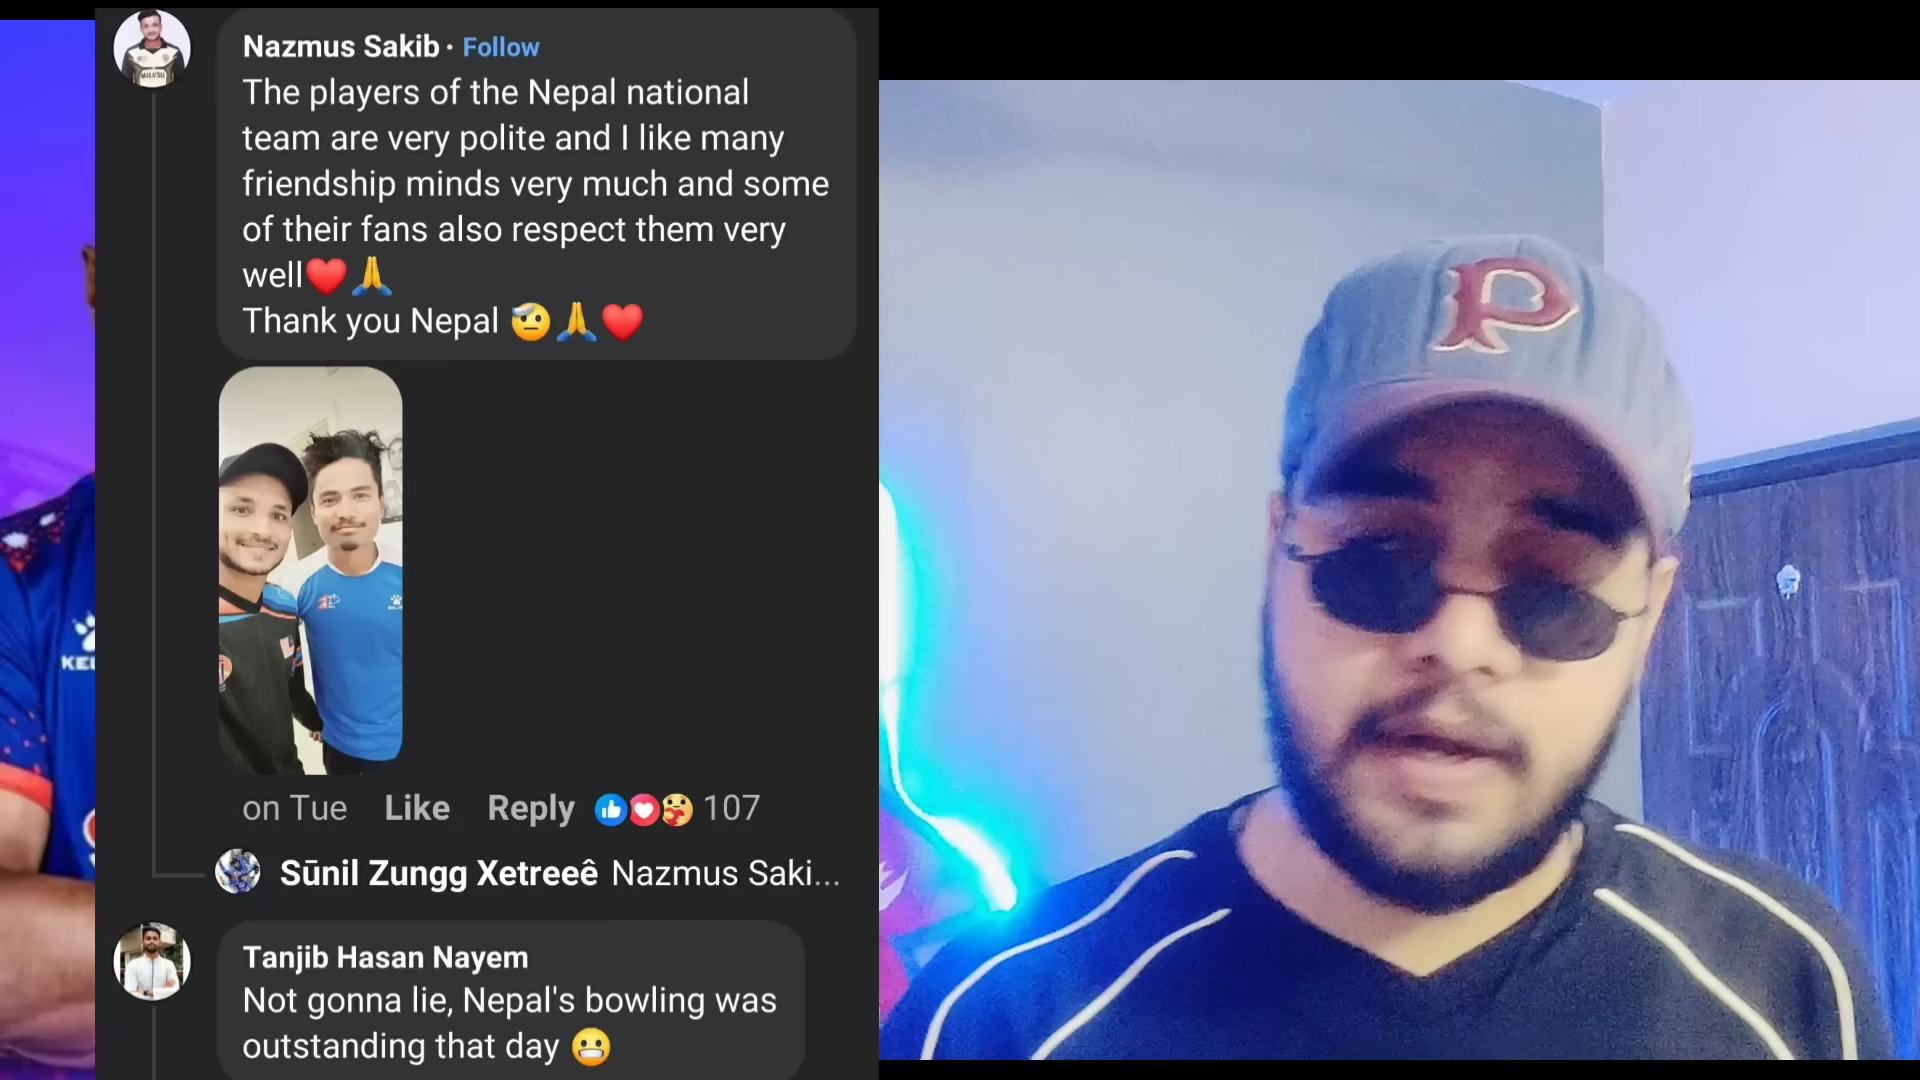 Nazmus Sakib · Follow
The players of the Nepal national
team are very polite and I like many
friendship minds very much and some
of their fans also respect them very
well❤️🙏
Thank you Nepal 🤕🙏❤️
on Tue Like Reply 107
Sūnil Zungg Xetreeê Nazmus Saki...
Tanjib Hasan Nayem
Not gonna lie, Nepal's bowling was
outstanding that day 😬
P
KEL